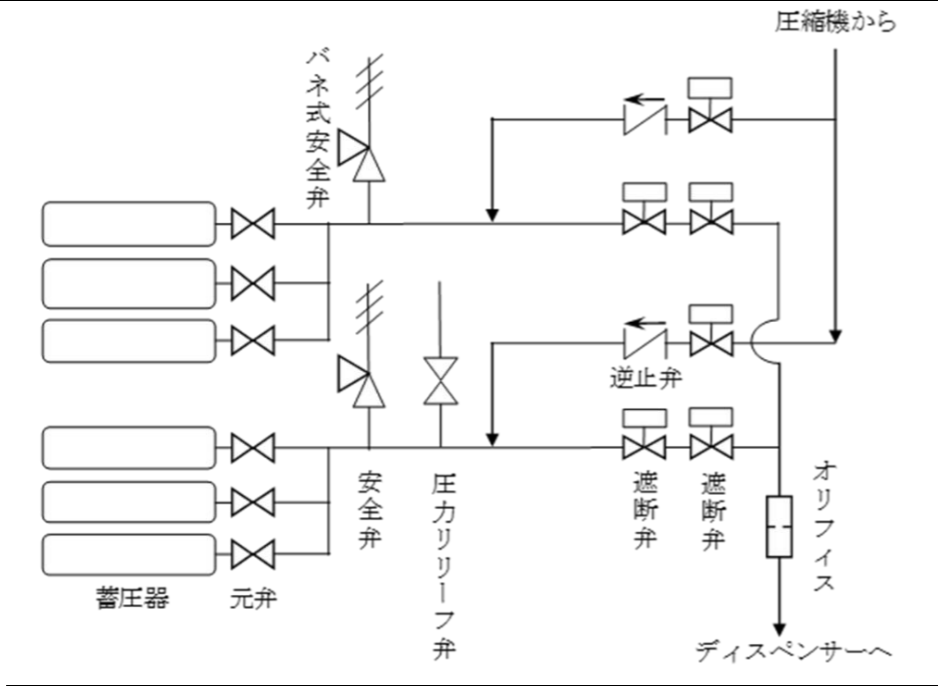 圧縮機から
バネ式安全弁
逆止弁
安全弁
圧力リリーフ弁
遮断弁
遮断弁
オリフィス
蓄圧器
元弁
ディスペンサーへ